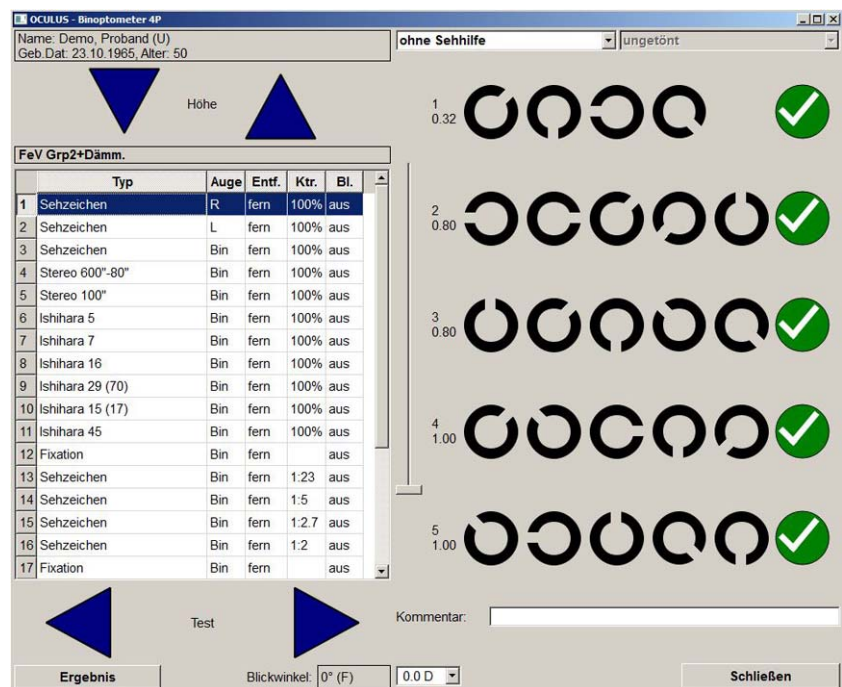 OCULUS - Binoptometer 4P
Name: Demo, Proband (U)
Geb.Dat: 23.10.1965, Alter: 50
ohne Sehhilfe
ungetönt
Höhe
FeV Grp2+Dämm.
Typ Auge Entf. Ktr. Bl.
1 Sehzeichen R fern 100% aus
2 Sehzeichen L fern 100% aus
3 Sehzeichen Bin fern 100% aus
4 Stereo 600"-80" Bin fern 100% aus
5 Stereo 100" Bin fern 100% aus
6 Ishihara 5 Bin fern 100% aus
7 Ishihara 7 Bin fern 100% aus
8 Ishihara 16 Bin fern 100% aus
9 Ishihara 29 (70) Bin fern 100% aus
10 Ishihara 15 (17) Bin fern 100% aus
11 Ishihara 45 Bin fern 100% aus
12 Fixation Bin fern aus
13 Sehzeichen Bin fern 1:23 aus
14 Sehzeichen Bin fern 1:5 aus
15 Sehzeichen Bin fern 1:2.7 aus
16 Sehzeichen Bin fern 1:2 aus
17 Fixation Bin fern aus
1
0.32
2
0.80
3
0.80
4
1.00
5
1.00
Test
Kommentar:
Ergebnis
Blickwinkel: 0° (F)
0.0 D
Schließen